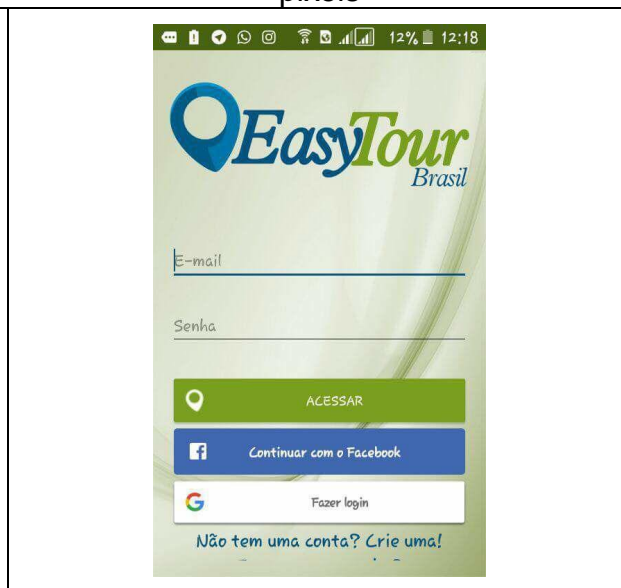 12% 12:18
EasyTour
Brasil
E-mail
Senha
ACESSAR
Continuar com o Facebook
Fazer login
Não tem uma conta? Crie uma!